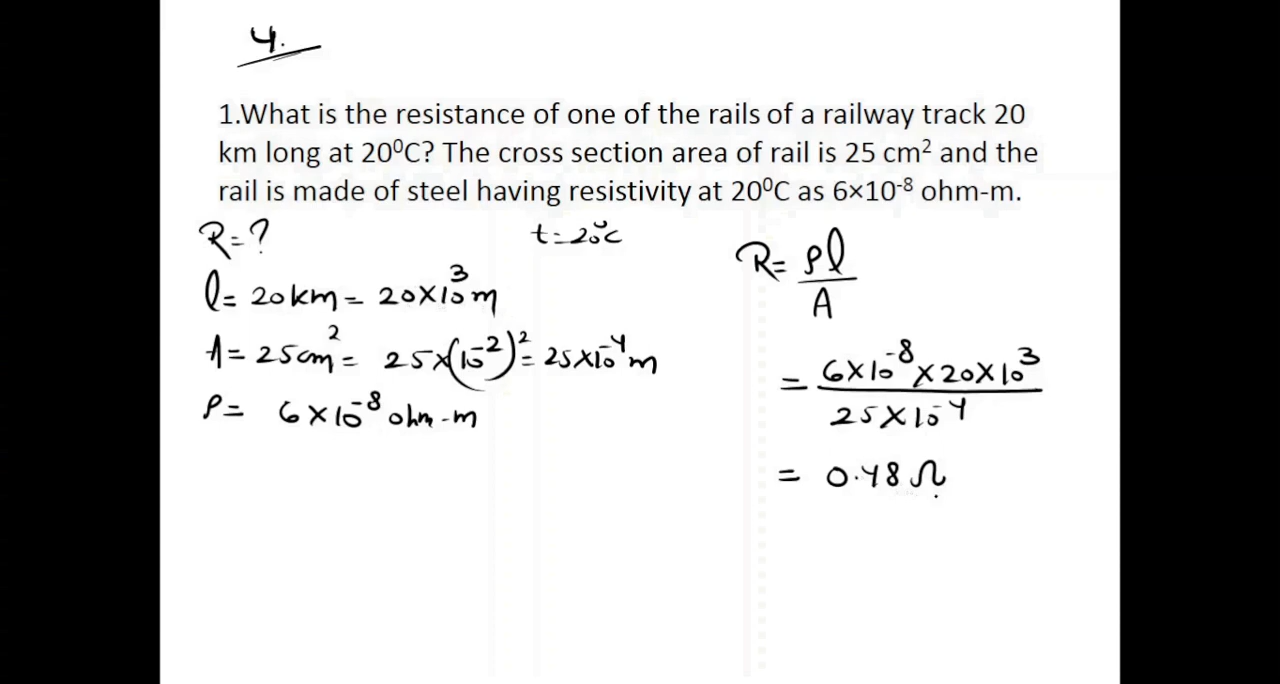 4.
1.What is the resistance of one of the rails of a railway track 20
km long at 20⁰C? The cross section area of rail is 25 cm² and the
rail is made of steel having resistivity at 20⁰C as 6×10⁻⁸ ohm-m.
R=? t=20°c
l= 20km= 20×10³m
A= 25cm²= 25×(10⁻²)²= 25×10⁻⁴m
ρ= 6×10⁻⁸ ohm-m
R= ρl/A
= 6×10⁻⁸×20×10³/25×10⁻⁴
= 0.48Ω